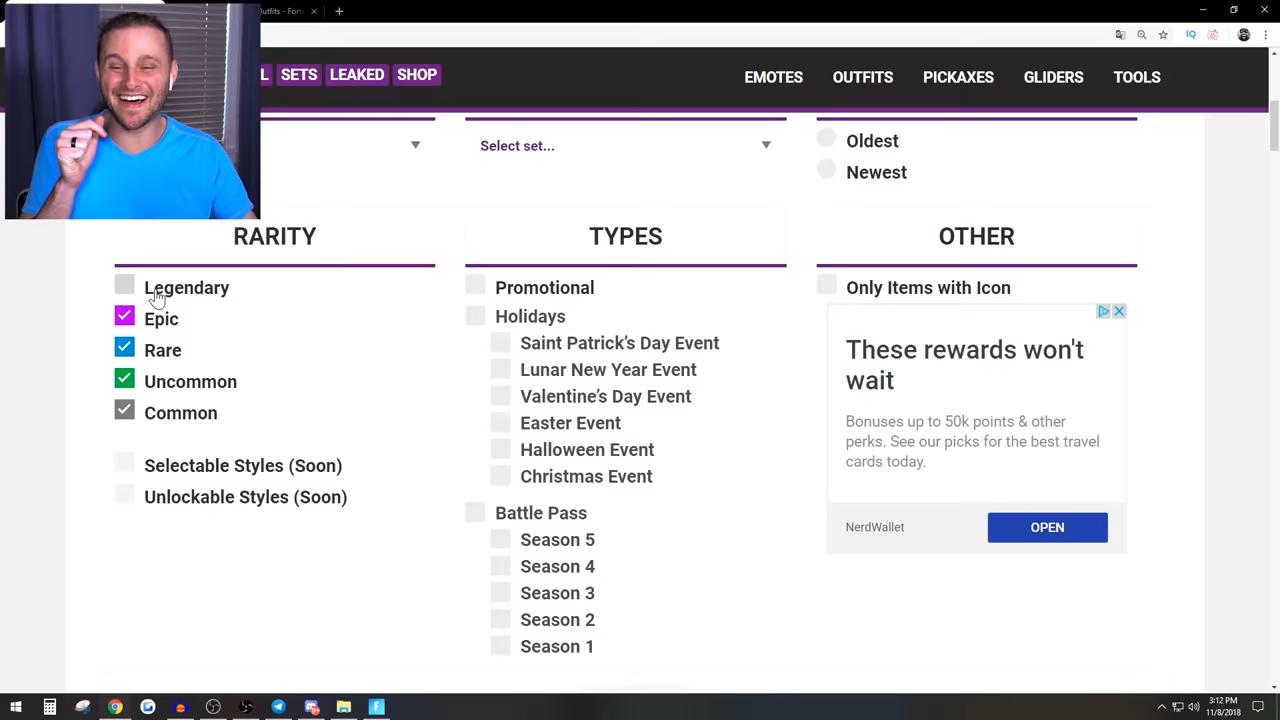 utfits - Fort
L SETS LEAKED SHOP
EMOTES OUTFITS PICKAXES GLIDERS TOOLS
IQ
Select set...
Oldest
Newest
RARITY
Legendary
Epic
Rare
Uncommon
Common
Selectable Styles (Soon)
Unlockable Styles (Soon)
TYPES
Promotional
Holidays
Saint Patrick’s Day Event
Lunar New Year Event
Valentine’s Day Event
Easter Event
Halloween Event
Christmas Event
Battle Pass
Season 5
Season 4
Season 3
Season 2
Season 1
OTHER
Only Items with Icon
These rewards won't
wait
Bonuses up to 50k points & other
perks. See our picks for the best travel
cards today.
NerdWallet
OPEN
3:12 PM
11/8/2018